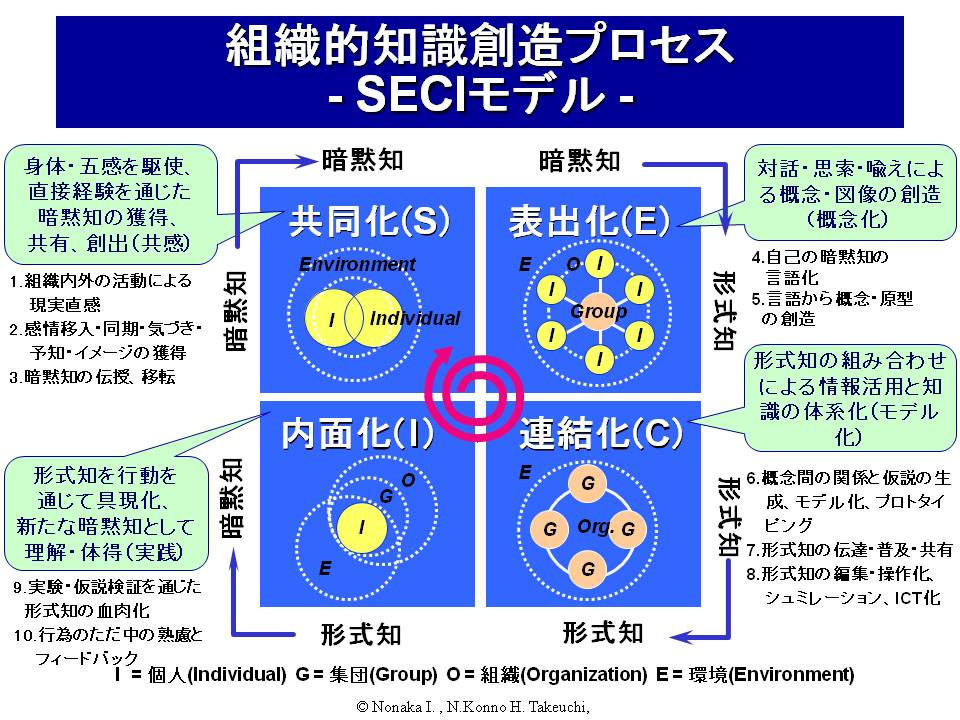 組織的知識創造プロセス
- SECIモデル -
身体・五感を駆使、
直接経験を通じた
暗黙知の獲得、
共有、創出（共感）
暗黙知
暗黙知
対話・思索・喩えによ
る概念・図像の創造
（概念化）
1.組織内外の活動による
現実直感
2.感情移入・同期・気づき・
予知・イメージの獲得
3.暗黙知の伝授、移転
暗黙知
共同化(S)
Environment
I
Individual
表出化(E)
E
O
I
I
I
Group
I
I
I
形式知
4.自己の暗黙知の
言語化
5.言語から概念・原型
の創造
形式知の組み合わせ
による情報活用と知
識の体系化（モデル
化）
形式知を行動を
通じて具現化、
新たな暗黙知として
理解・体得（実践）
暗黙知
内面化(I)
O
G
I
E
連結化(C)
E
G
G
Org.
G
G
形式知
6.概念間の関係と仮説の生
成、モデル化、プロトタイ
ピング
7.形式知の伝達・普及・共有
8.形式知の編集・操作化、
シュミレーション、ICT化
9.実験・仮説検証を通じた
形式知の血肉化
10.行為のただ中の熟慮と
フィードバック
形式知
形式知
I = 個人(Individual) G = 集団(Group) O = 組織(Organization) E = 環境(Environment)
© Nonaka I. , N.Konno H. Takeuchi,